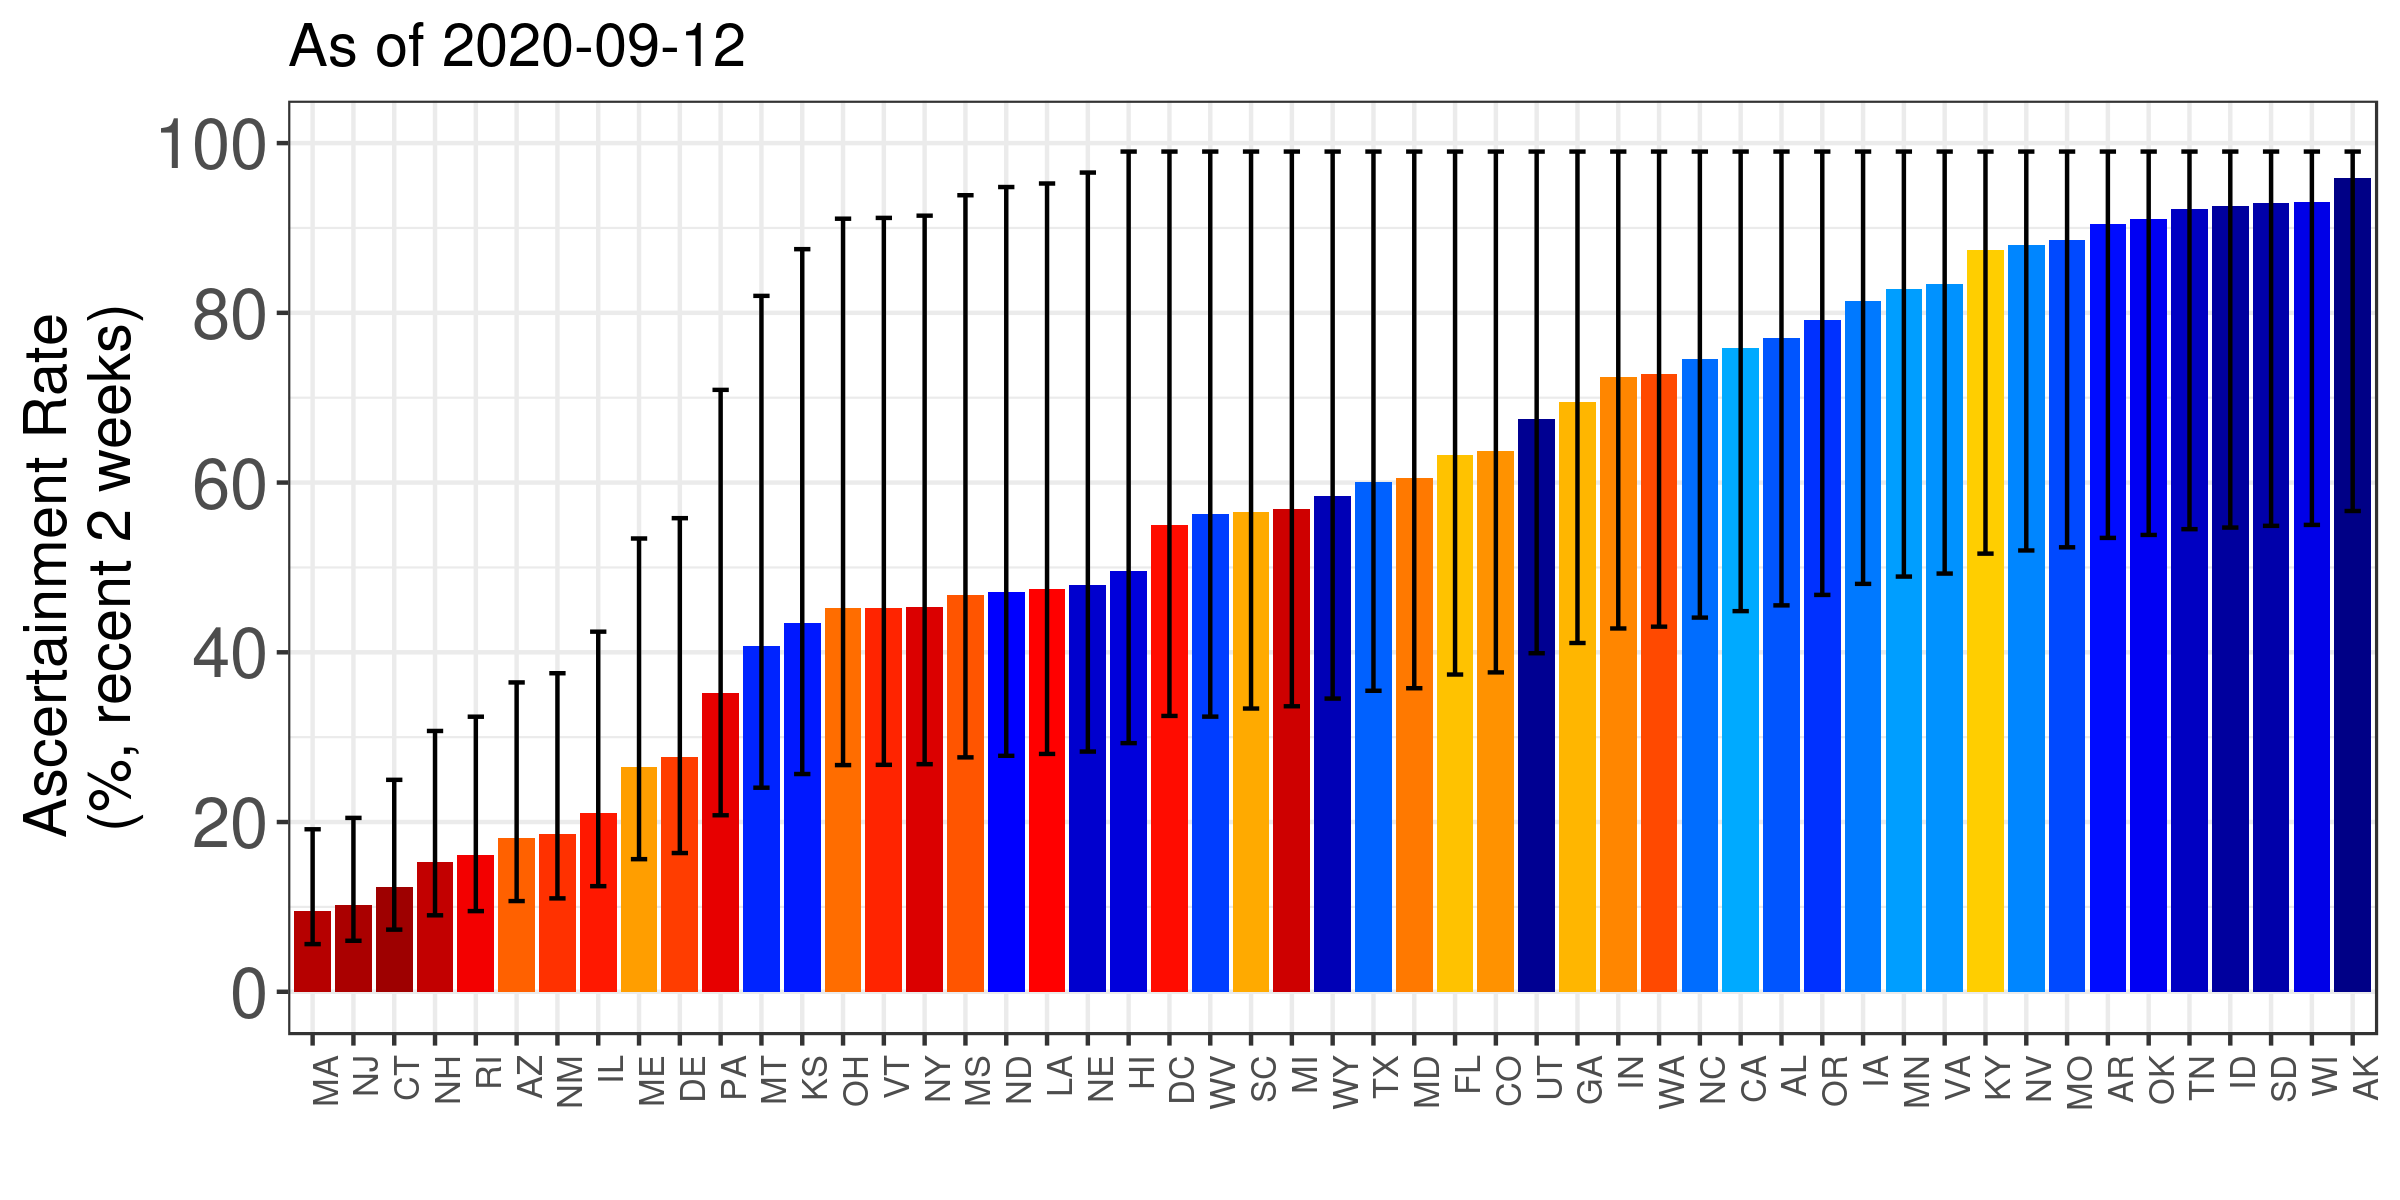 As of 2020-09-12
Ascertainment Rate
(%, recent 2 weeks)
100
80
60
40
20
0
MA NJ CT NH RI AZ NM IL ME DE PA MT KS OH VT NY MS ND LA NE HI DC WV SC MI WY TX MD FL CO UT GA IN WA NC CA AL OR IA MN VA KY NV MO AR OK TN ID SD WI AK